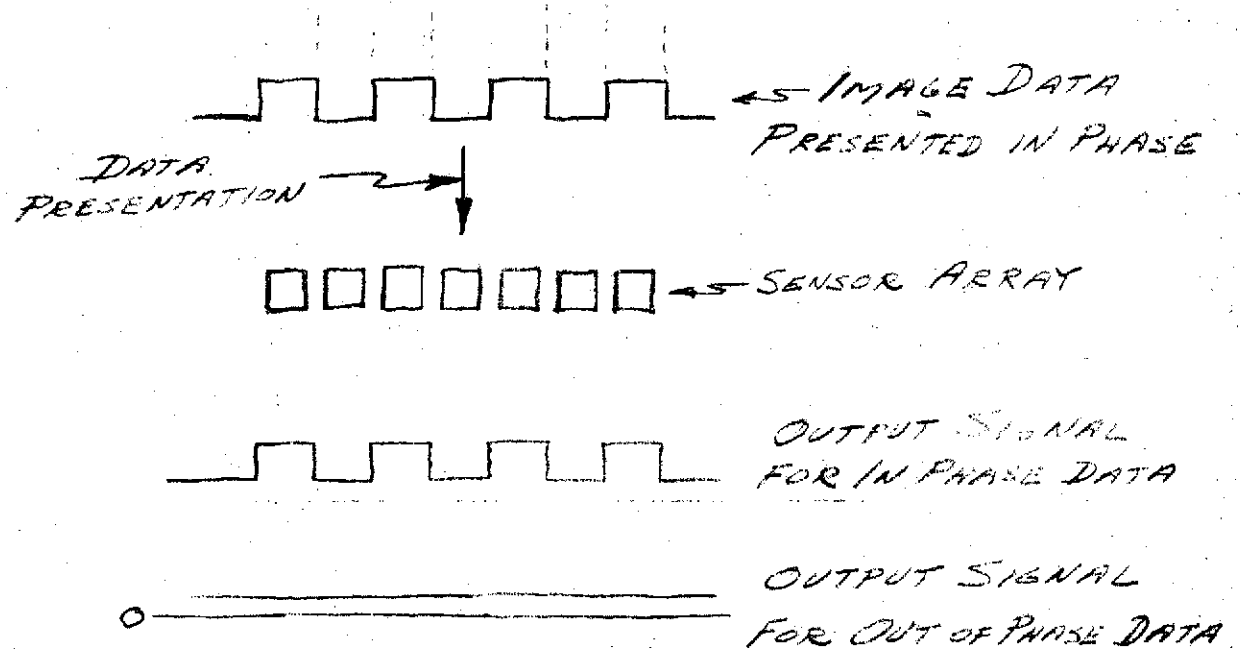 IMAGE DATA
PRESENTED IN PHASE
DATA
PRESENTATION
SENSOR ARRAY
OUTPUT SIGNAL
FOR IN PHASE DATA
OUTPUT SIGNAL
FOR OUT OF PHASE DATA
O